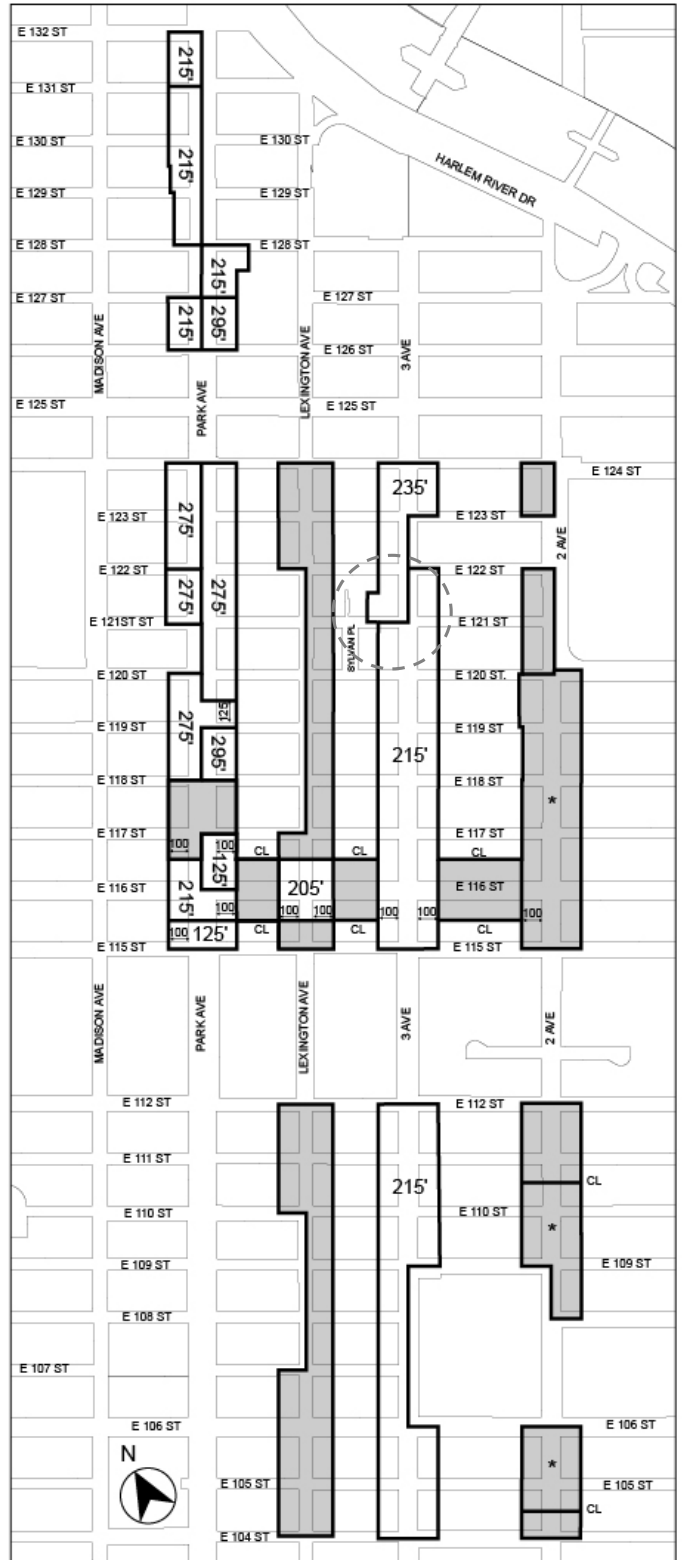 E 132 ST
215'
E 131 ST
E 130 ST
E 130 ST
215'
HARLEM RIVER DR
E 129 ST
E 129 ST
E 128 ST
E 128 ST
215'
E 127 ST
E 127 ST
215'
295'
MADISON AVE
PARK AVE
LEXINGTON AVE
3 AVE
E 126 ST
E 125 ST
E 125 ST
E 124 ST
235'
E 123 ST
275'
E 123 ST
2 AVE
E 122 ST
E 122 ST
275'
275'
E 121ST ST
E 121 ST
SYLVAN PL
E 120 ST
E 120 ST.
125'
E 119 ST
275'
E 119 ST
295'
215'
E 118 ST
E 118 ST
*
E 117 ST
E 117 ST
100
100
CL
CL
CL
125'
E 116 ST
215'
205'
E 116 ST
100
100
100
100
100
100
100
125'
CL
CL
CL
E 115 ST
E 115 ST
MADISON AVE
PARK AVE
LEXINGTON AVE
3 AVE
2 AVE
E 112 ST
E 112 ST
E 111 ST
CL
215'
E 110 ST
E 110 ST
*
E 109 ST
E 109 ST
E 108 ST
E 107 ST
E 106 ST
E 106 ST
N
*
E 105 ST
E 105 ST
CL
E 104 ST